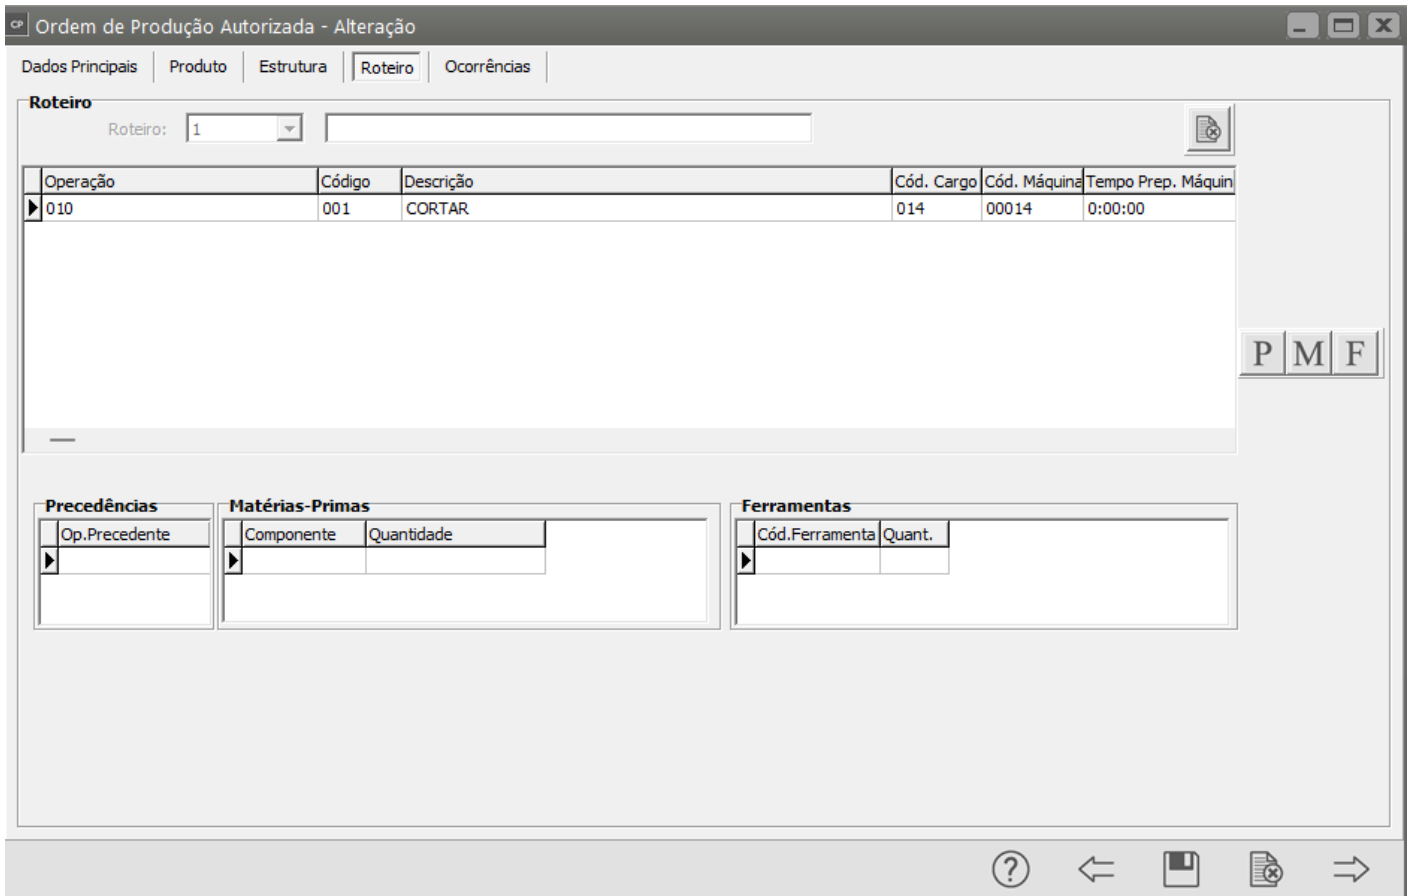 CP Ordem de Produção Autorizada - Alteração
Dados Principais Produto Estrutura Roteiro Ocorrências
Roteiro
Roteiro: 1
Operação Código Descrição Cód. Cargo Cód. Máquina Tempo Prep. Máquin
010 001 CORTAR 014 00014 0:00:00
P M F
Precedências Matérias-Primas Ferramentas
Op.Precedente Componente Quantidade Cód.Ferramenta Quant.
?